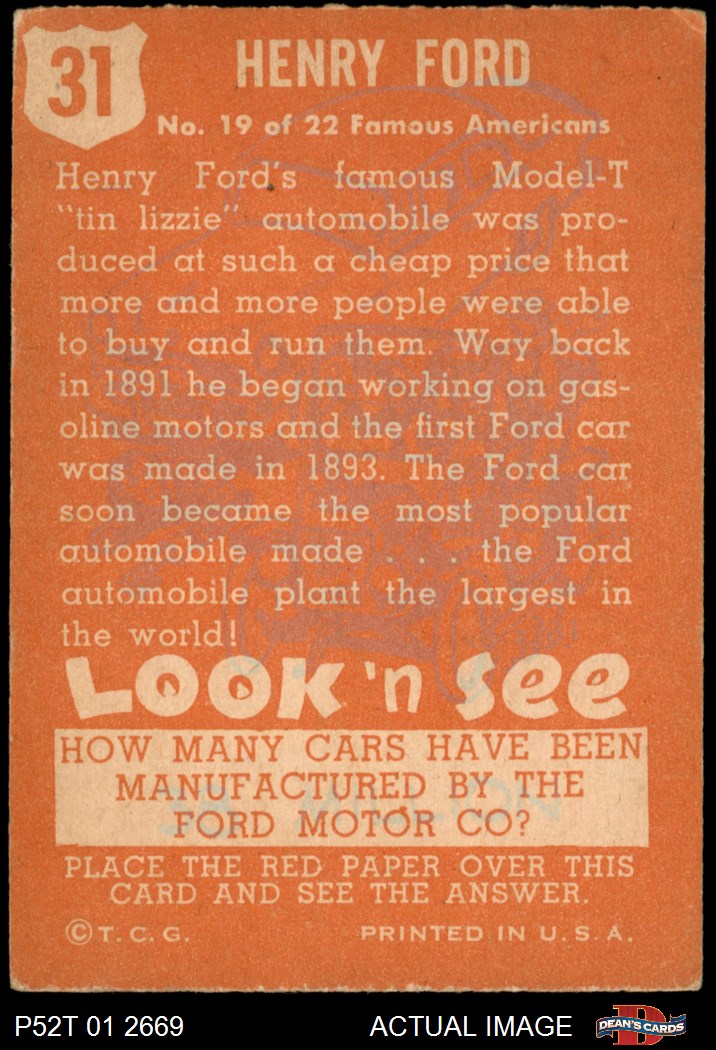 31
HENRY FORD
No. 19 of 22 Famous Americans
Henry Ford's famous Model-T
"tin lizzie" automobile was pro-
duced at such a cheap price that
more and more people were able
to buy and run them. Way back
in 1891 he began working on gas-
oline motors and the first Ford car
was made in 1893. The Ford car
soon became the most popular
automobile made . . . the Ford
automobile plant the largest in
the world!
LOOK 'n SEE
HOW MANY CARS HAVE BEEN
MANUFACTURED BY THE
FORD MOTOR CO?
PLACE THE RED PAPER OVER THIS
CARD AND SEE THE ANSWER.
© T. C. G. PRINTED IN U. S. A.
P52T 01 2669 ACTUAL IMAGE DEAN'S CARDS